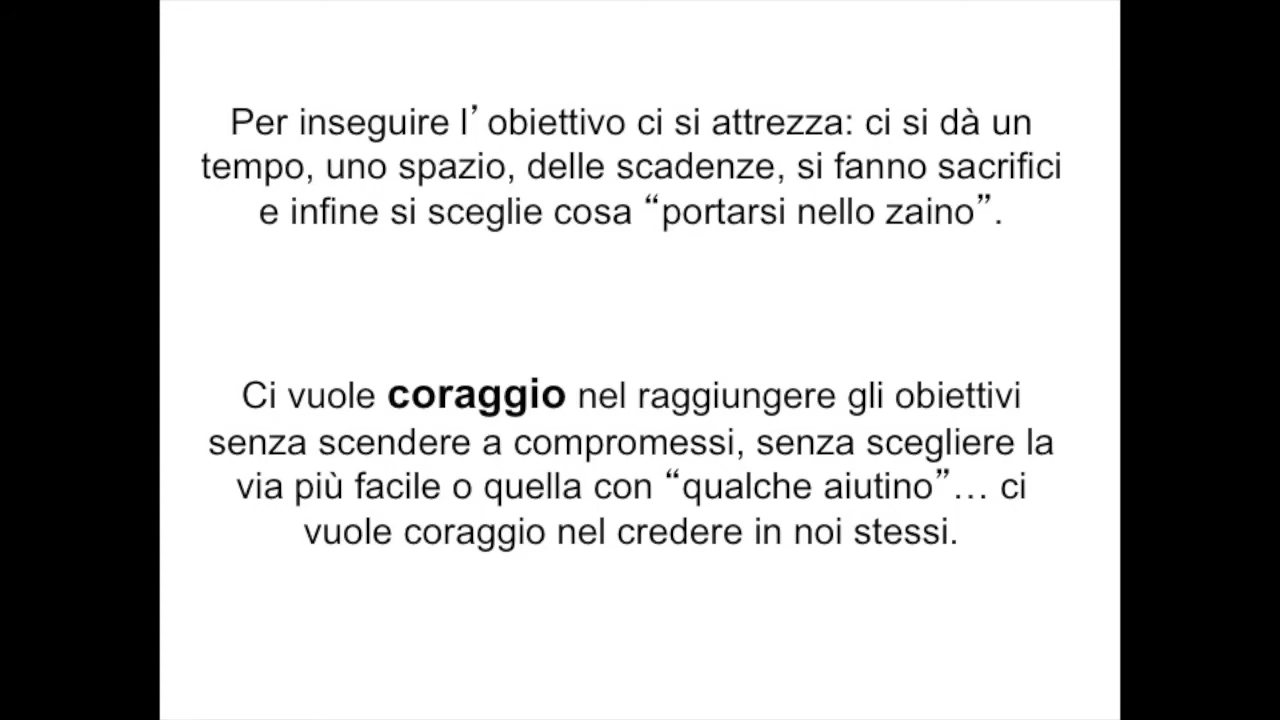 Per inseguire l’obiettivo ci si attrezza: ci si dà un
tempo, uno spazio, delle scadenze, si fanno sacrifici
e infine si sceglie cosa “portarsi nello zaino”.
Ci vuole coraggio nel raggiungere gli obiettivi
senza scendere a compromessi, senza scegliere la
via più facile o quella con “qualche aiutino”… ci
vuole coraggio nel credere in noi stessi.